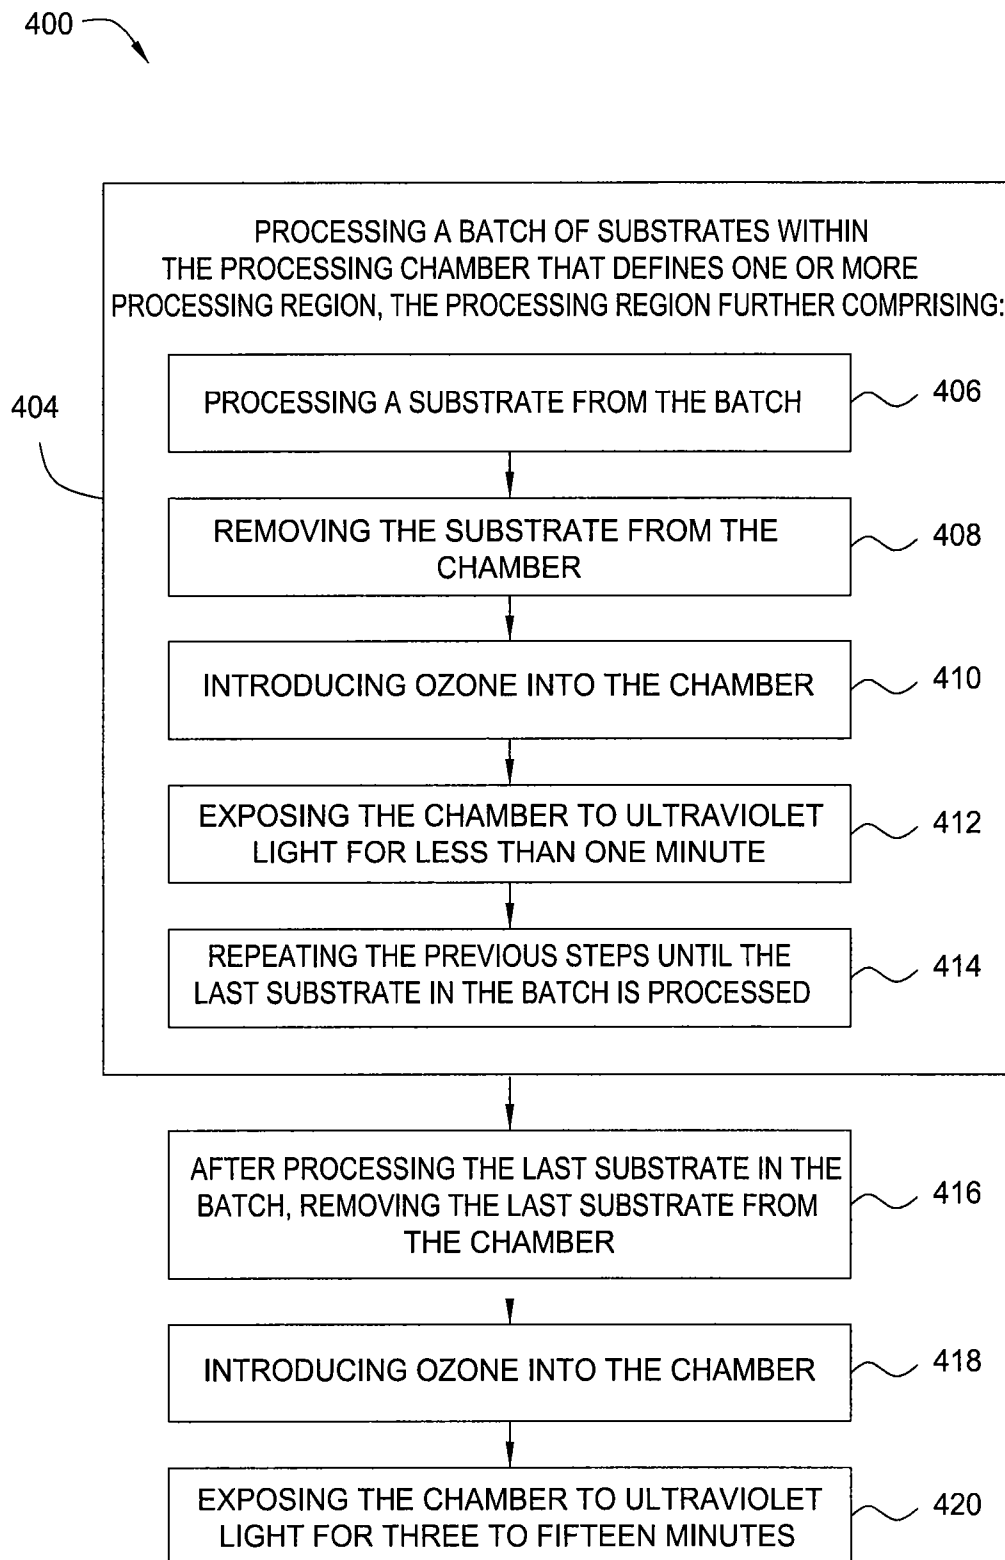 400
PROCESSING A BATCH OF SUBSTRATES WITHIN
THE PROCESSING CHAMBER THAT DEFINES ONE OR MORE
PROCESSING REGION, THE PROCESSING REGION FURTHER COMPRISING:
404
PROCESSING A SUBSTRATE FROM THE BATCH
406
REMOVING THE SUBSTRATE FROM THE
CHAMBER
408
INTRODUCING OZONE INTO THE CHAMBER
410
EXPOSING THE CHAMBER TO ULTRAVIOLET
LIGHT FOR LESS THAN ONE MINUTE
412
REPEATING THE PREVIOUS STEPS UNTIL THE
LAST SUBSTRATE IN THE BATCH IS PROCESSED
414
AFTER PROCESSING THE LAST SUBSTRATE IN THE
BATCH, REMOVING THE LAST SUBSTRATE FROM
THE CHAMBER
416
INTRODUCING OZONE INTO THE CHAMBER
418
EXPOSING THE CHAMBER TO ULTRAVIOLET
LIGHT FOR THREE TO FIFTEEN MINUTES
420